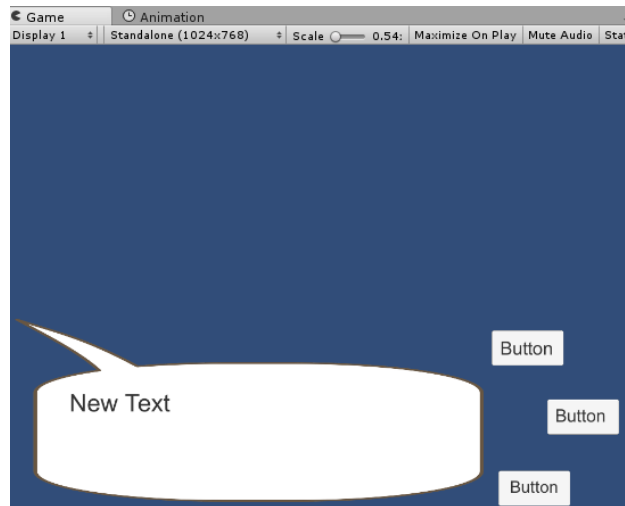 Game Animation
Display 1 Standalone (1024x768) Scale 0.54: Maximize On Play Mute Audio
Button
New Text
Button
Button